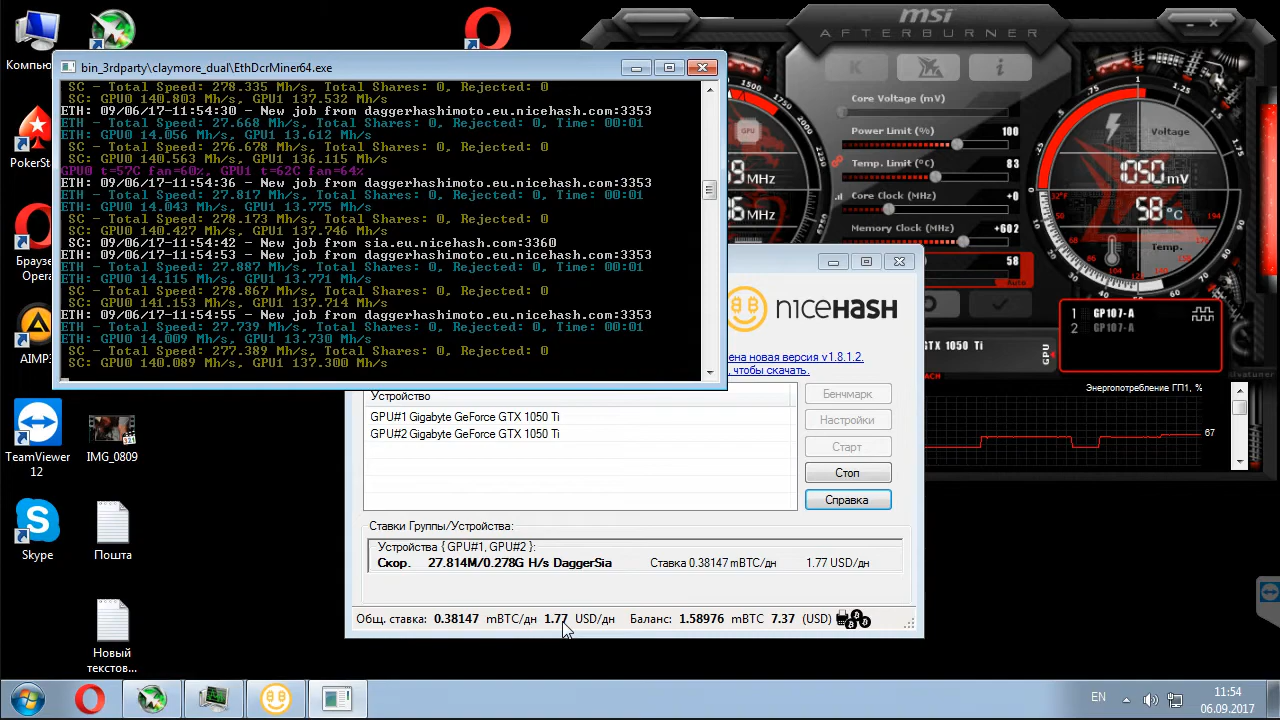 Компью
PokerSt
Браузе
Opera
AIMP3
TeamViewer
12
IMG_0809
Skype
Пошта
Новый
текстов...
bin_3rdparty\claymore_dual\EthDcrMiner64.exe
SC - Total Speed: 278.335 Mh/s, Total Shares: 0, Rejected: 0
SC: GPU0 140.803 Mh/s, GPU1 137.532 Mh/s
ETH: 09/06/17-11:54:30 - New job from daggerhashimoto.eu.nicehash.com:3353
ETH - Total Speed: 27.668 Mh/s, Total Shares: 0, Rejected: 0, Time: 00:01
ETH: GPU0 14.056 Mh/s, GPU1 13.612 Mh/s
SC - Total Speed: 276.678 Mh/s, Total Shares: 0, Rejected: 0
SC: GPU0 140.563 Mh/s, GPU1 136.115 Mh/s
GPU0 t=57C fan=60%, GPU1 t=62C fan=64%
ETH: 09/06/17-11:54:36 - New job from daggerhashimoto.eu.nicehash.com:3353
ETH - Total Speed: 27.817 Mh/s, Total Shares: 0, Rejected: 0, Time: 00:01
ETH: GPU0 14.043 Mh/s, GPU1 13.775 Mh/s
SC - Total Speed: 278.173 Mh/s, Total Shares: 0, Rejected: 0
SC: GPU0 140.427 Mh/s, GPU1 137.746 Mh/s
SC: 09/06/17-11:54:42 - New job from sia.eu.nicehash.com:3360
ETH: 09/06/17-11:54:53 - New job from daggerhashimoto.eu.nicehash.com:3353
ETH - Total Speed: 27.887 Mh/s, Total Shares: 0, Rejected: 0, Time: 00:01
ETH: GPU0 14.115 Mh/s, GPU1 13.771 Mh/s
SC - Total Speed: 278.867 Mh/s, Total Shares: 0, Rejected: 0
SC: GPU0 141.153 Mh/s, GPU1 137.714 Mh/s
ETH: 09/06/17-11:54:55 - New job from daggerhashimoto.eu.nicehash.com:3353
ETH - Total Speed: 27.739 Mh/s, Total Shares: 0, Rejected: 0, Time: 00:01
ETH: GPU0 14.009 Mh/s, GPU1 13.730 Mh/s
SC - Total Speed: 277.389 Mh/s, Total Shares: 0, Rejected: 0
SC: GPU0 140.089 Mh/s, GPU1 137.300 Mh/s
msi
AFTERBURNER
K i
Core Voltage (mV)
Power Limit (%) 100
Temp. Limit (°C) 83
Core Clock (MHz) +0
Memory Clock (MHz) +602
58
Auto
1500
1750
2000
2250
GPU
MHz
MHz
Voltage
1050 mV
58 °C
Temp.
TX 1050 Ti
GPU
1 GP107-A
2 GP107-A
Энергопотребление ГП1, %
67
NICEHASH
ена новая версия v1.8.1.2.
, чтобы скачать.
Устройство
GPU#1 Gigabyte GeForce GTX 1050 Ti
GPU#2 Gigabyte GeForce GTX 1050 Ti
Бенчмарк
Настройки
Старт
Стоп
Справка
Ставки Группы/Устройства:
Устройства { GPU#1, GPU#2 }:
Скор. 27.814M/0.278G H/s DaggerSia Ставка 0.38147 mBTC/дн 1.77 USD/дн
Общ. ставка: 0.38147 mBTC/дн 1.77 USD/дн Баланс: 1.58976 mBTC 7.37 (USD)
EN
11:54
06.09.2017